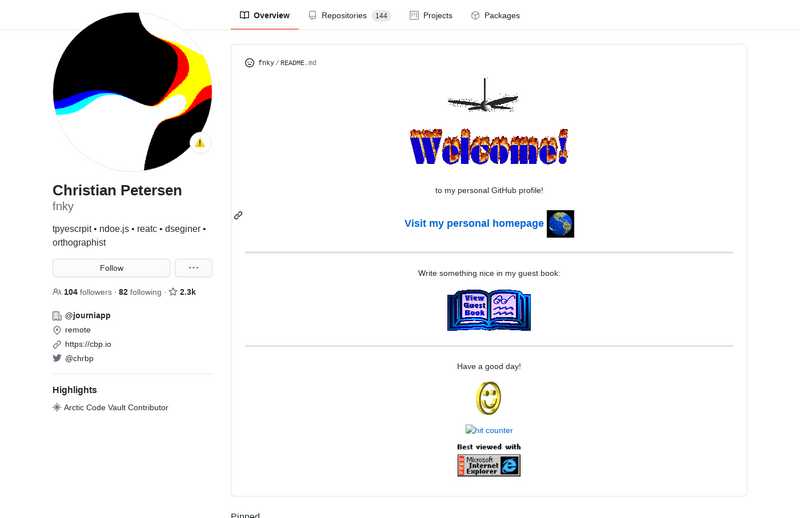 Overview
Repositories 144
Projects
Packages
Christian Petersen
fnky
tpyescrpit • ndoe.js • reatc • dseginer •
orthographist
Follow
104 followers · 82 following · 2.3k
@journiapp
remote
https://cbp.io
@chrbp
Highlights
Arctic Code Vault Contributor
fnky/README.md
Welcome!
to my personal GitHub profile!
Visit my personal homepage
Write something nice in my guest book:
View
Guest
Book
Have a good day!
hit counter
Best viewed with
Microsoft
Internet
Explorer
Pinned